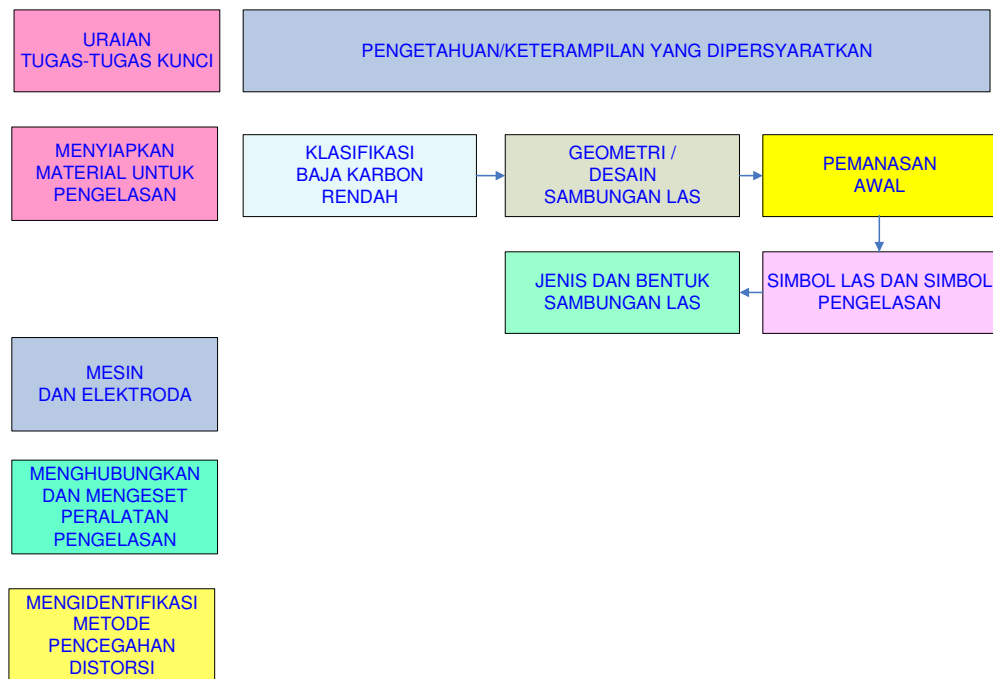 URAIAN
TUGAS-TUGAS KUNCI
PENGETAHUAN/KETERAMPILAN YANG DIPERSYARATKAN
MENYIAPKAN
MATERIAL UNTUK
PENGELASAN
KLASIFIKASI
BAJA KARBON
RENDAH
GEOMETRI /
DESAIN
SAMBUNGAN LAS
PEMANASAN
AWAL
JENIS DAN BENTUK
SAMBUNGAN LAS
SIMBOL LAS DAN SIMBOL
PENGELASAN
MESIN
DAN ELEKTRODA
MENGHUBUNGKAN
DAN MENGESET
PERALATAN
PENGELASAN
MENGIDENTIFIKASI
METODE
PENCEGAHAN
DISTORSI